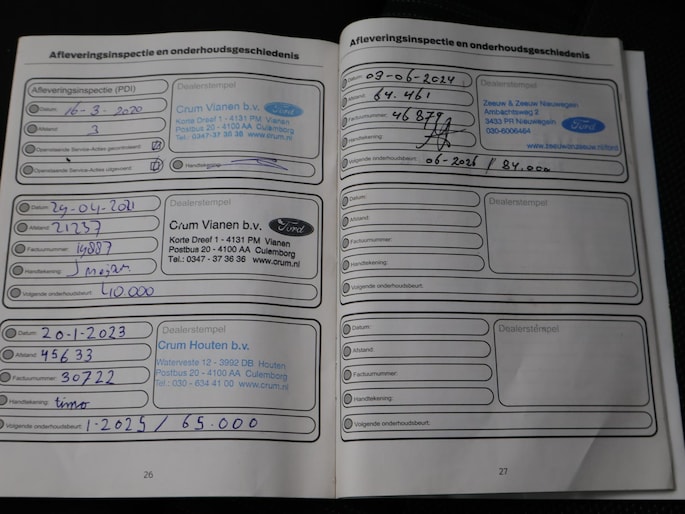 Afleveringsinspectie en onderhoudsgeschiedenis
Afleveringsinspectie (PDI)
Datum: 16-3-2020
Afstand: 3
Openstaande Service-Acties gecontroleerd
Openstaande Service-Acties uitgevoerd
Dealerstempel
Crum Vianen b.v.
Ford
Korte Dreef 1 - 4131 PM Vianen
Postbus 20 - 4100 AA Culemborg
Tel.: 0347-37 36 36 www.crum.nl
Handtekening:
Datum: 29-04-2021
Afstand: 21237
Factuurnummer: 19887
Handtekening:
Volgende onderhoudsbeurt: 40.000
Dealerstempel
Crum Vianen b.v.
Ford
Korte Dreef 1 - 4131 PM Vianen
Postbus 20 - 4100 AA Culemborg
Tel.: 0347 - 37 36 36 www.crum.nl
Datum: 20-1-2023
Afstand: 45633
Factuurnummer: 30722
Handtekening: timo
Volgende onderhoudsbeurt: 1-2025 / 65.000
Dealerstempel
Crum Houten b.v.
Waterveste 12 - 3992 DB Houten
Postbus 20 - 4100 AA Culemborg
Tel.: 030 - 634 41 00 www.crum.nl
26
Afleveringsinspectie en onderhoudsgeschiedenis
Datum: 03-06-2024
Afstand: 64.461
Factuurnummer: 46879
Handtekening:
Volgende onderhoudsbeurt: 06-2026 // 84.000
Dealerstempel
Zeeuw & Zeeuw Nieuwegein
Ambachtsweg 2
3433 PR Nieuwegein
030-6006464
Ford
www.zeeuwenzeeuw.nl/ford
Datum:
Afstand:
Factuurnummer:
Handtekening:
Volgende onderhoudsbeurt:
Dealerstempel
Datum:
Afstand:
Factuurnummer:
Handtekening:
Volgende onderhoudsbeurt:
Dealerstempel
27